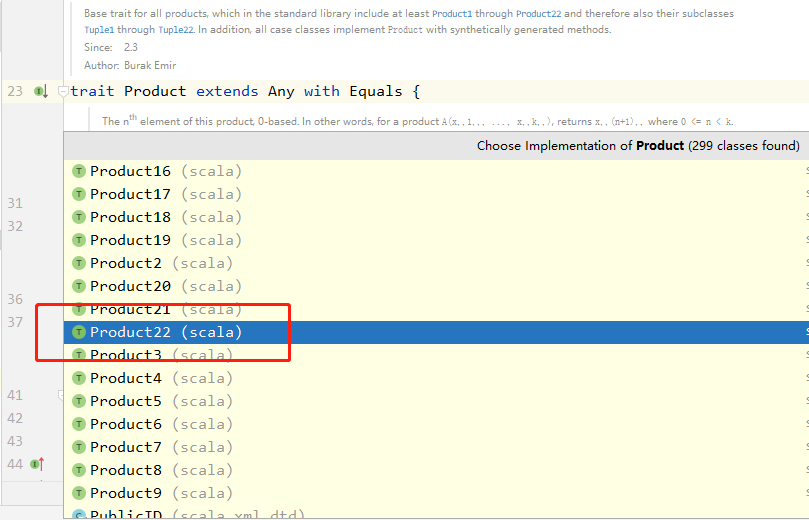 Base trait for all products, which in the standard library include at least Product1 through Product22 and therefore also their subclasses
Tuple1 through Tuple22. In addition, all case classes implement Product with synthetically generated methods.
Since: 2.3
Author: Burak Emir
23 trait Product extends Any with Equals {
The nth element of this product, 0-based. In other words, for a product A(x,,1,, ..., x,,k,,), returns x,,(n+1),, where 0 <= n < k.
Choose Implementation of Product (299 classes found)
Product16 (scala)
Product17 (scala)
31
Product18 (scala)
32
Product19 (scala)
Product2 (scala)
Product20 (scala)
36
Product21 (scala)
37
Product22 (scala)
Product3 (scala)
Product4 (scala)
41
Product5 (scala)
42
Product6 (scala)
43
Product7 (scala)
44
Product8 (scala)
Product9 (scala)
PublicID (scala.xml.dtd)